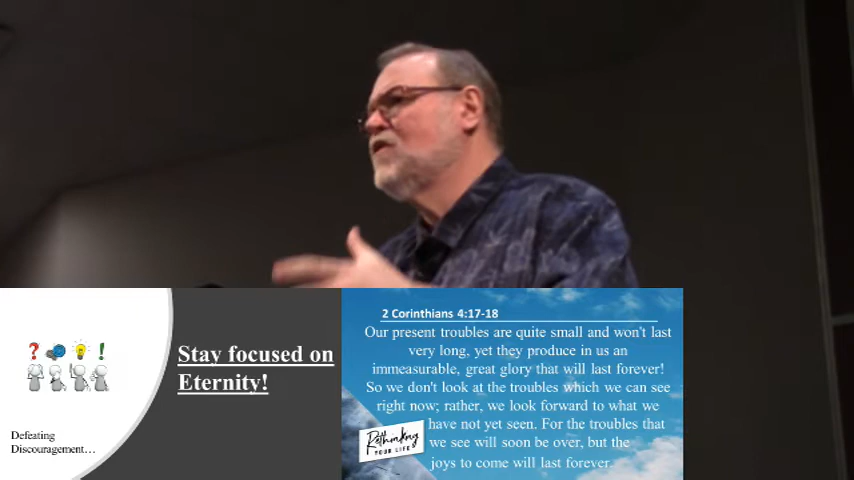 Stay focused on
Eternity!
Defeating
Discouragement...
2 Corinthians 4:17-18
Our present troubles are quite small and won't last
very long, yet they produce in us an
immeasurable, great glory that will last forever!
So we don't look at the troubles which we can see
right now; rather, we look forward to what we
have not yet seen. For the troubles that
we see will soon be over, but the
joys to come will last forever.
Rethinking
YOUR LIFE